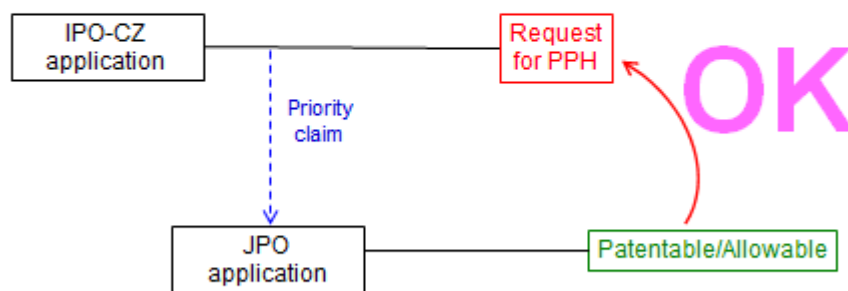 IPO-CZ
application
Request
for PPH
OK
Priority
claim
JPO
application
Patentable/Allowable